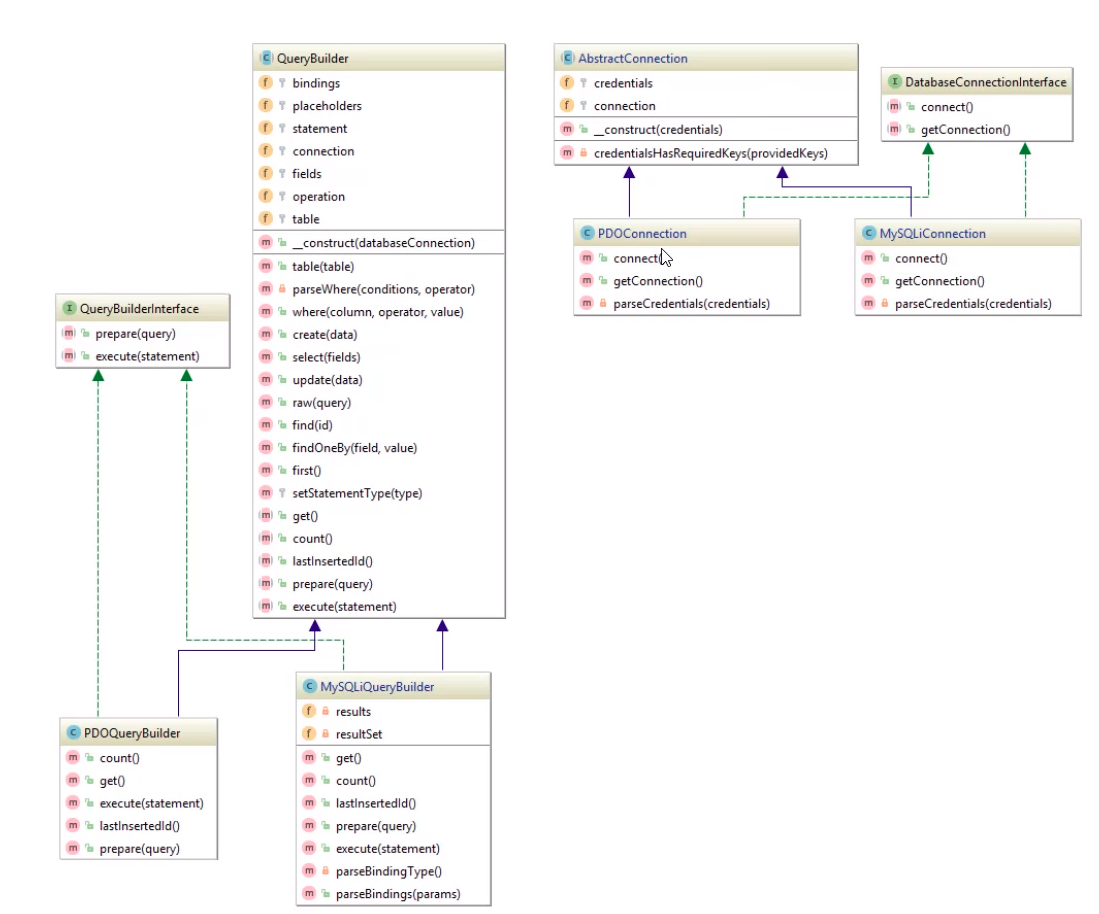 QueryBuilder
bindings
placeholders
statement
connection
fields
operation
table
__construct(databaseConnection)
table(table)
parseWhere(conditions, operator)
where(column, operator, value)
create(data)
select(fields)
update(data)
raw(query)
find(id)
findOneBy(field, value)
first()
setStatementType(type)
get()
count()
lastInsertedId()
prepare(query)
execute(statement)
AbstractConnection
credentials
connection
__construct(credentials)
credentialsHasRequiredKeys(providedKeys)
DatabaseConnectionInterface
connect()
getConnection()
PDOConnection
connect()
getConnection()
parseCredentials(credentials)
MySQLiConnection
connect()
getConnection()
parseCredentials(credentials)
QueryBuilderInterface
prepare(query)
execute(statement)
PDOQueryBuilder
count()
get()
execute(statement)
lastInsertedId()
prepare(query)
MySQLiQueryBuilder
results
resultSet
get()
count()
lastInsertedId()
prepare(query)
execute(statement)
parseBindingType()
parseBindings(params)